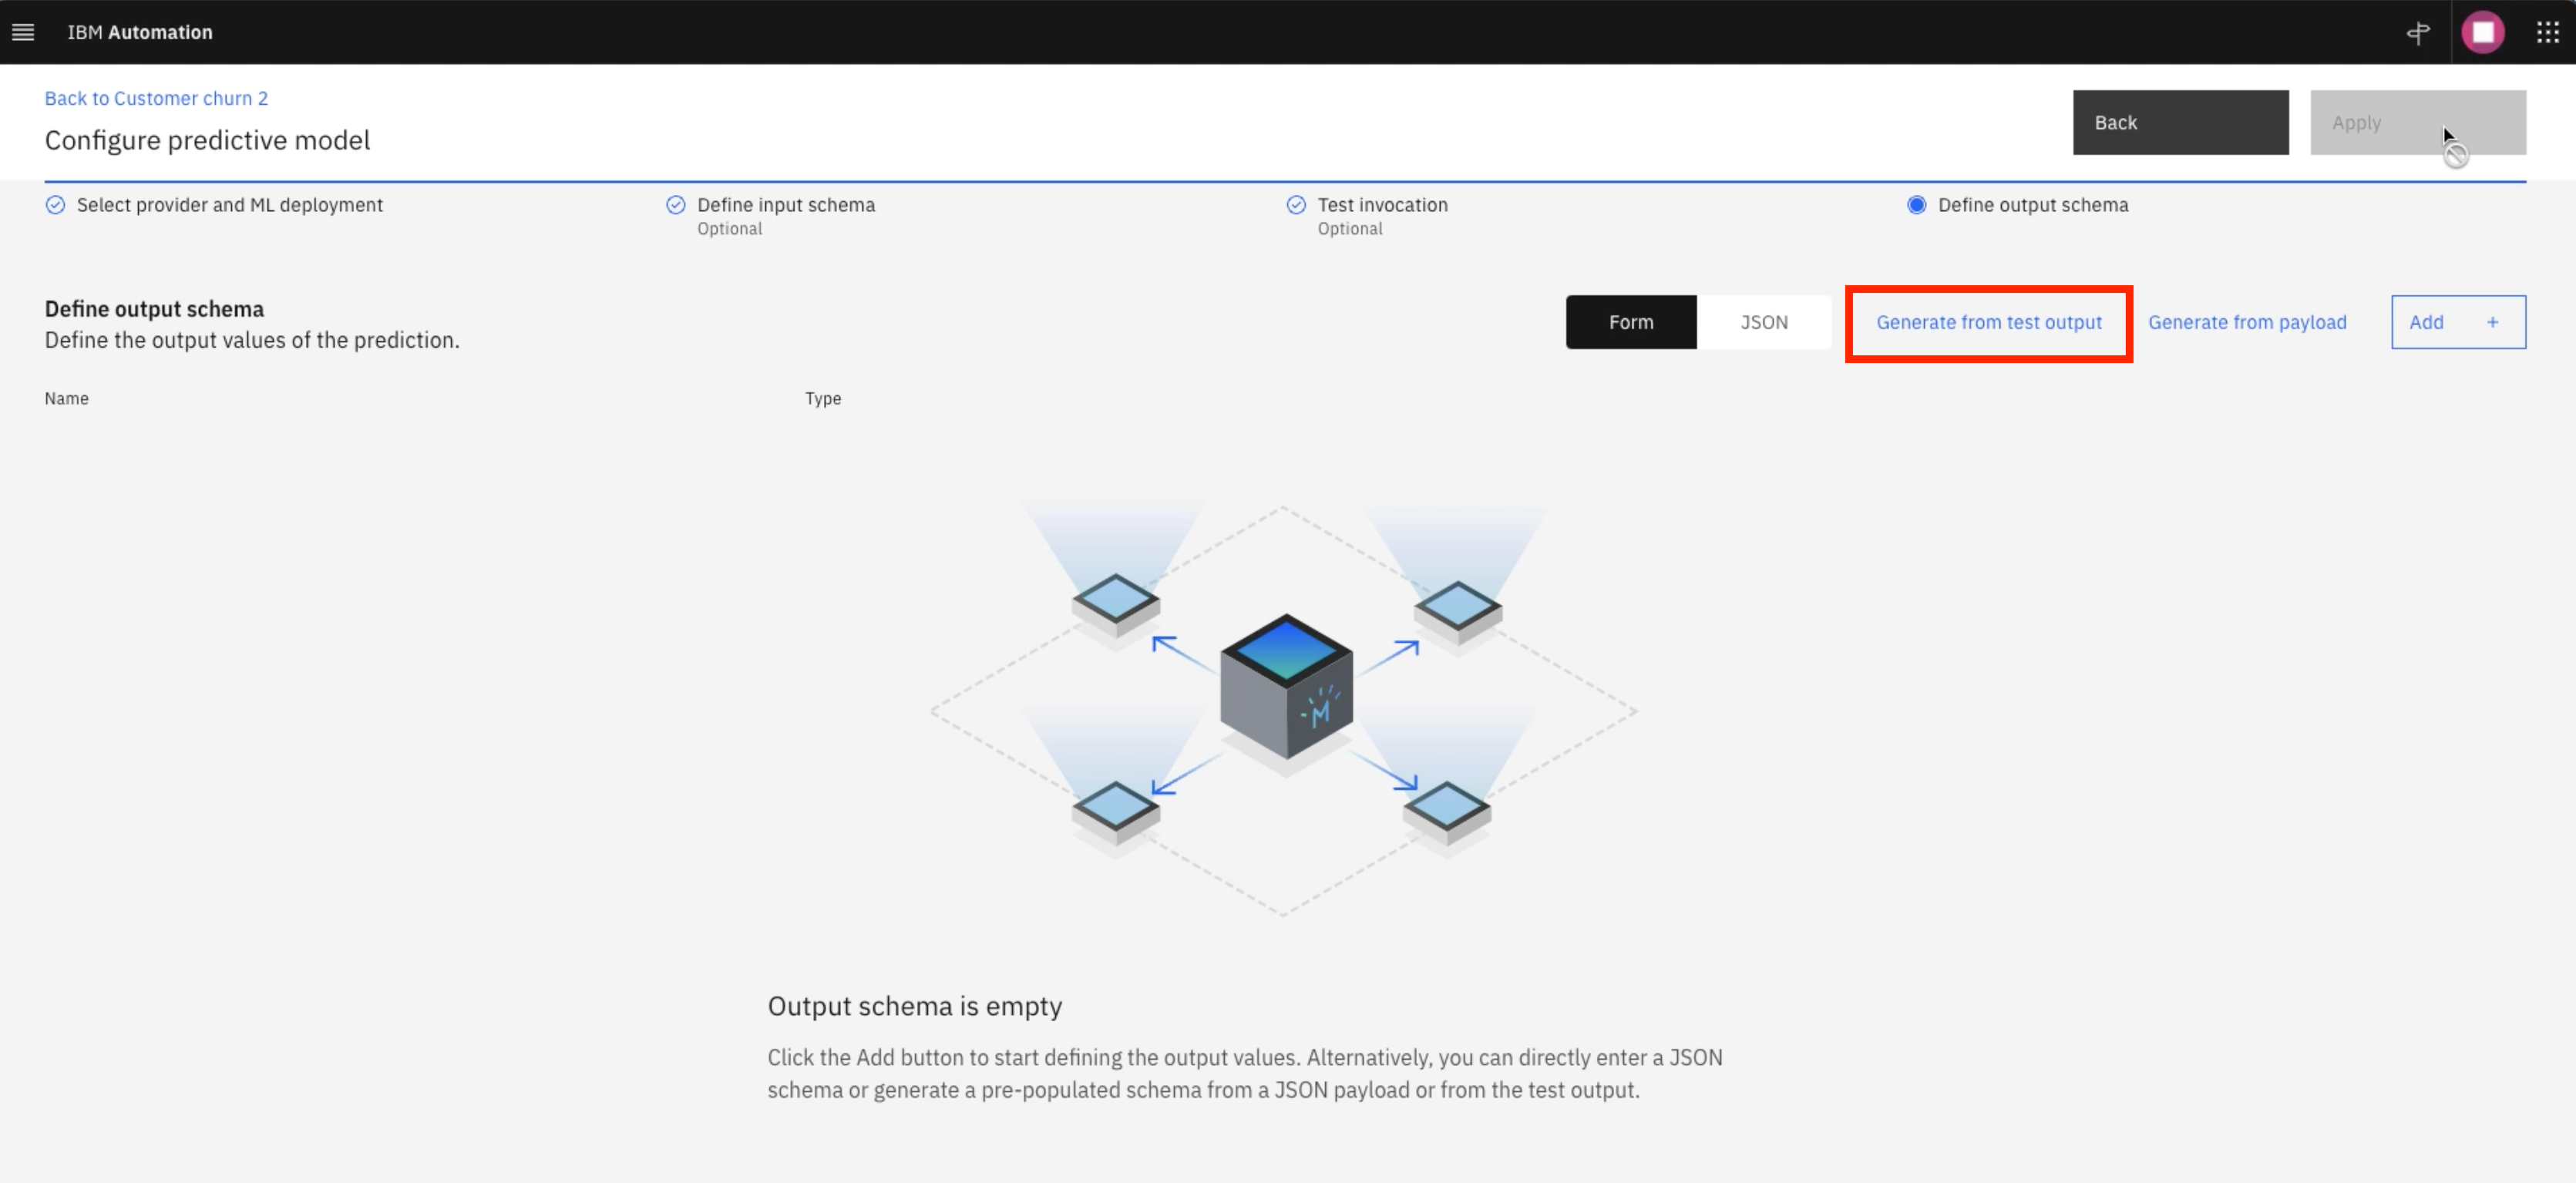 IBM Automation
Back to Customer churn 2
Configure predictive model
Back
Apply
Select provider and ML deployment
Define input schema
Optional
Test invocation
Optional
Define output schema
Define output schema
Define the output values of the prediction.
Form
JSON
Generate from test output
Generate from payload
Add +
Name
Type
Output schema is empty
Click the Add button to start defining the output values. Alternatively, you can directly enter a JSON
schema or generate a pre-populated schema from a JSON payload or from the test output.